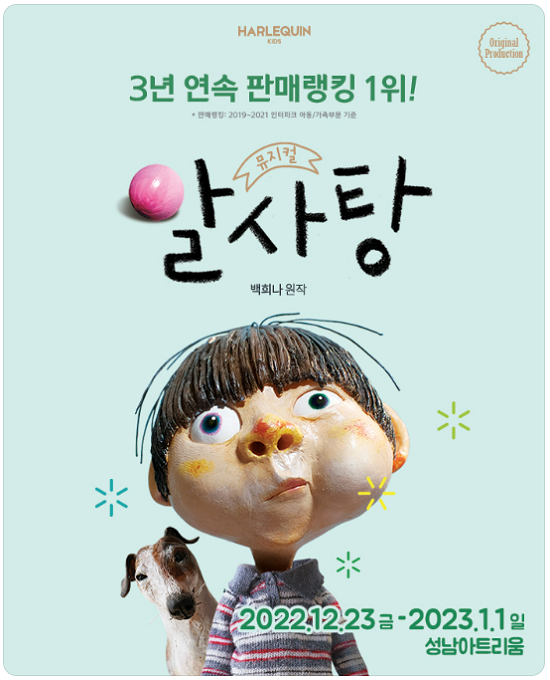 HARLEQUIN
KIDS
Original
Production
3년 연속 판매랭킹 1위!
* 판매랭킹: 2019~2021 인터파크 아동/가족부문 기준
뮤지컬
알사탕
백희나 원작
2022.12.23 금 - 2023.1.1 일
성남아트리움